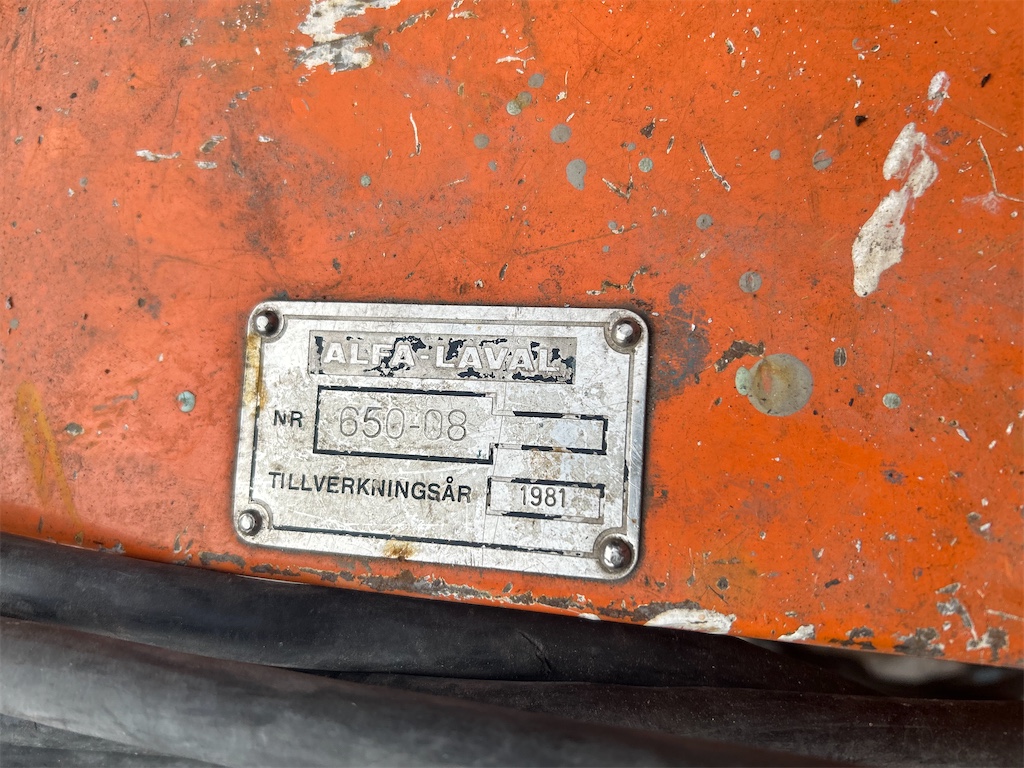 ALFA-LAVAL
NR 650-08
TILLVERKNINGSÅR 1981